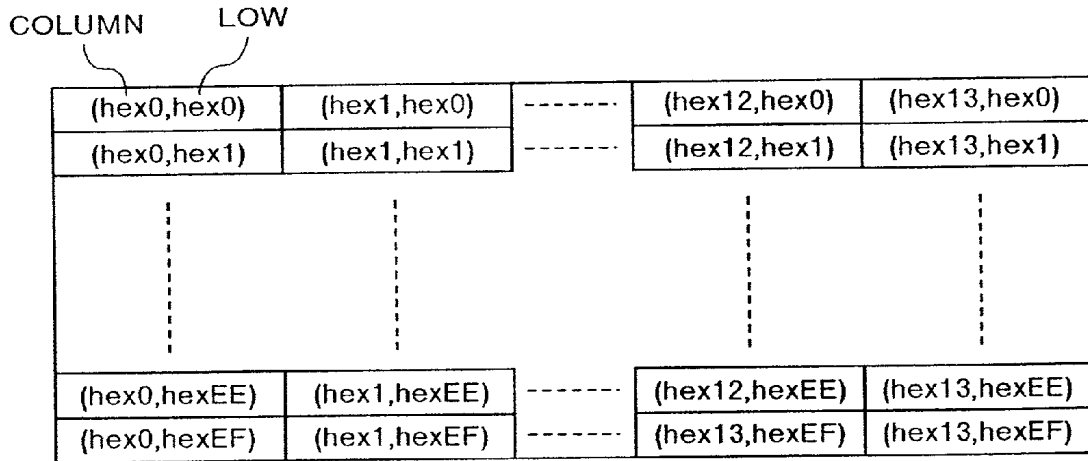 COLUMN LOW
(hex0,hex0) (hex1,hex0) (hex12,hex0) (hex13,hex0)
(hex0,hex1) (hex1,hex1) (hex12,hex1) (hex13,hex1)
(hex0,hexEE) (hex1,hexEE) (hex12,hexEE) (hex13,hexEE)
(hex0,hexEF) (hex1,hexEF) (hex13,hexEF) (hex13,hexEF)